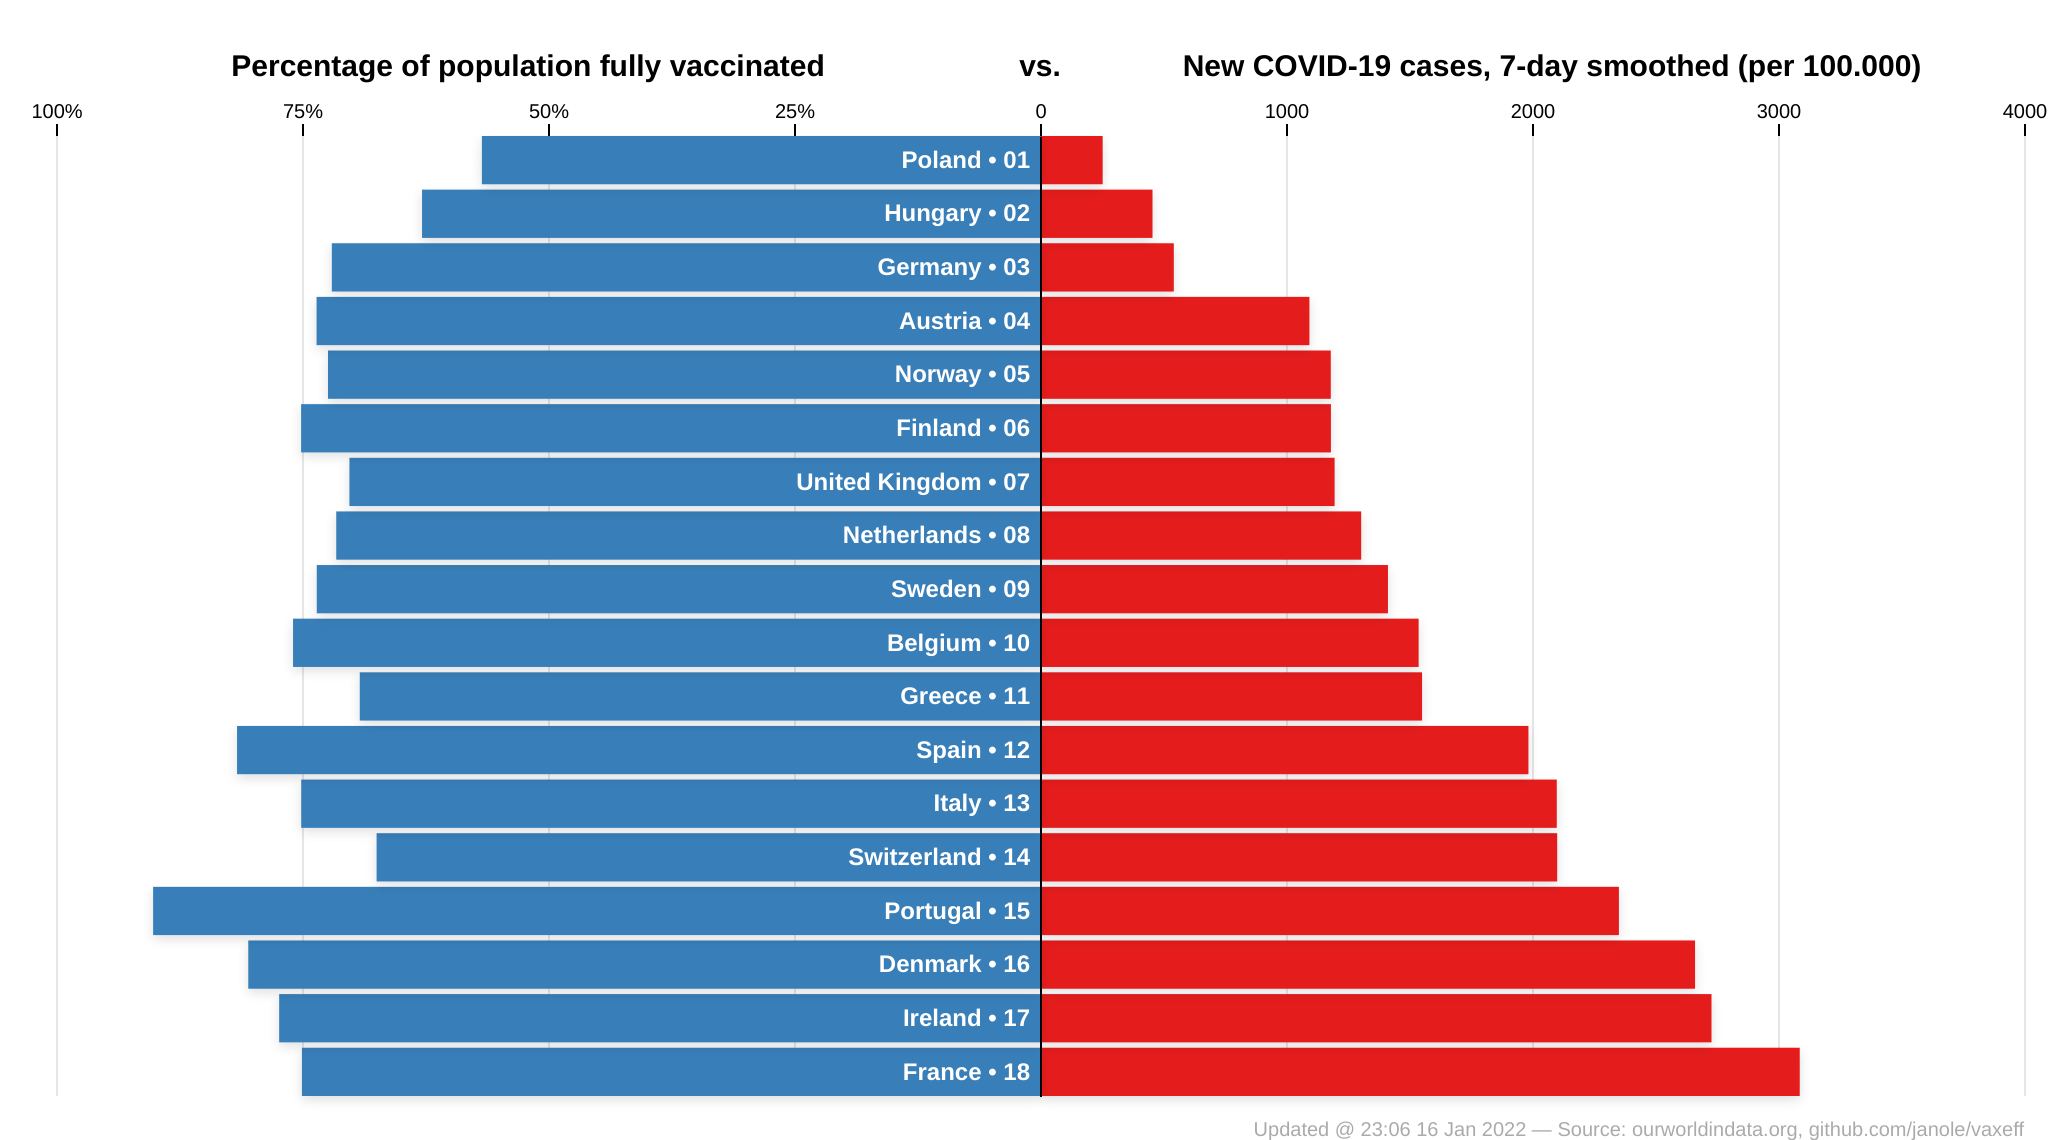 Percentage of population fully vaccinated vs. New COVID-19 cases, 7-day smoothed (per 100.000)
100% 75% 50% 25% 0 1000 2000 3000 4000
Poland • 01
Hungary • 02
Germany • 03
Austria • 04
Norway • 05
Finland • 06
United Kingdom • 07
Netherlands • 08
Sweden • 09
Belgium • 10
Greece • 11
Spain • 12
Italy • 13
Switzerland • 14
Portugal • 15
Denmark • 16
Ireland • 17
France • 18
Updated @ 23:06 16 Jan 2022 — Source: ourworldindata.org, github.com/janole/vaxeff